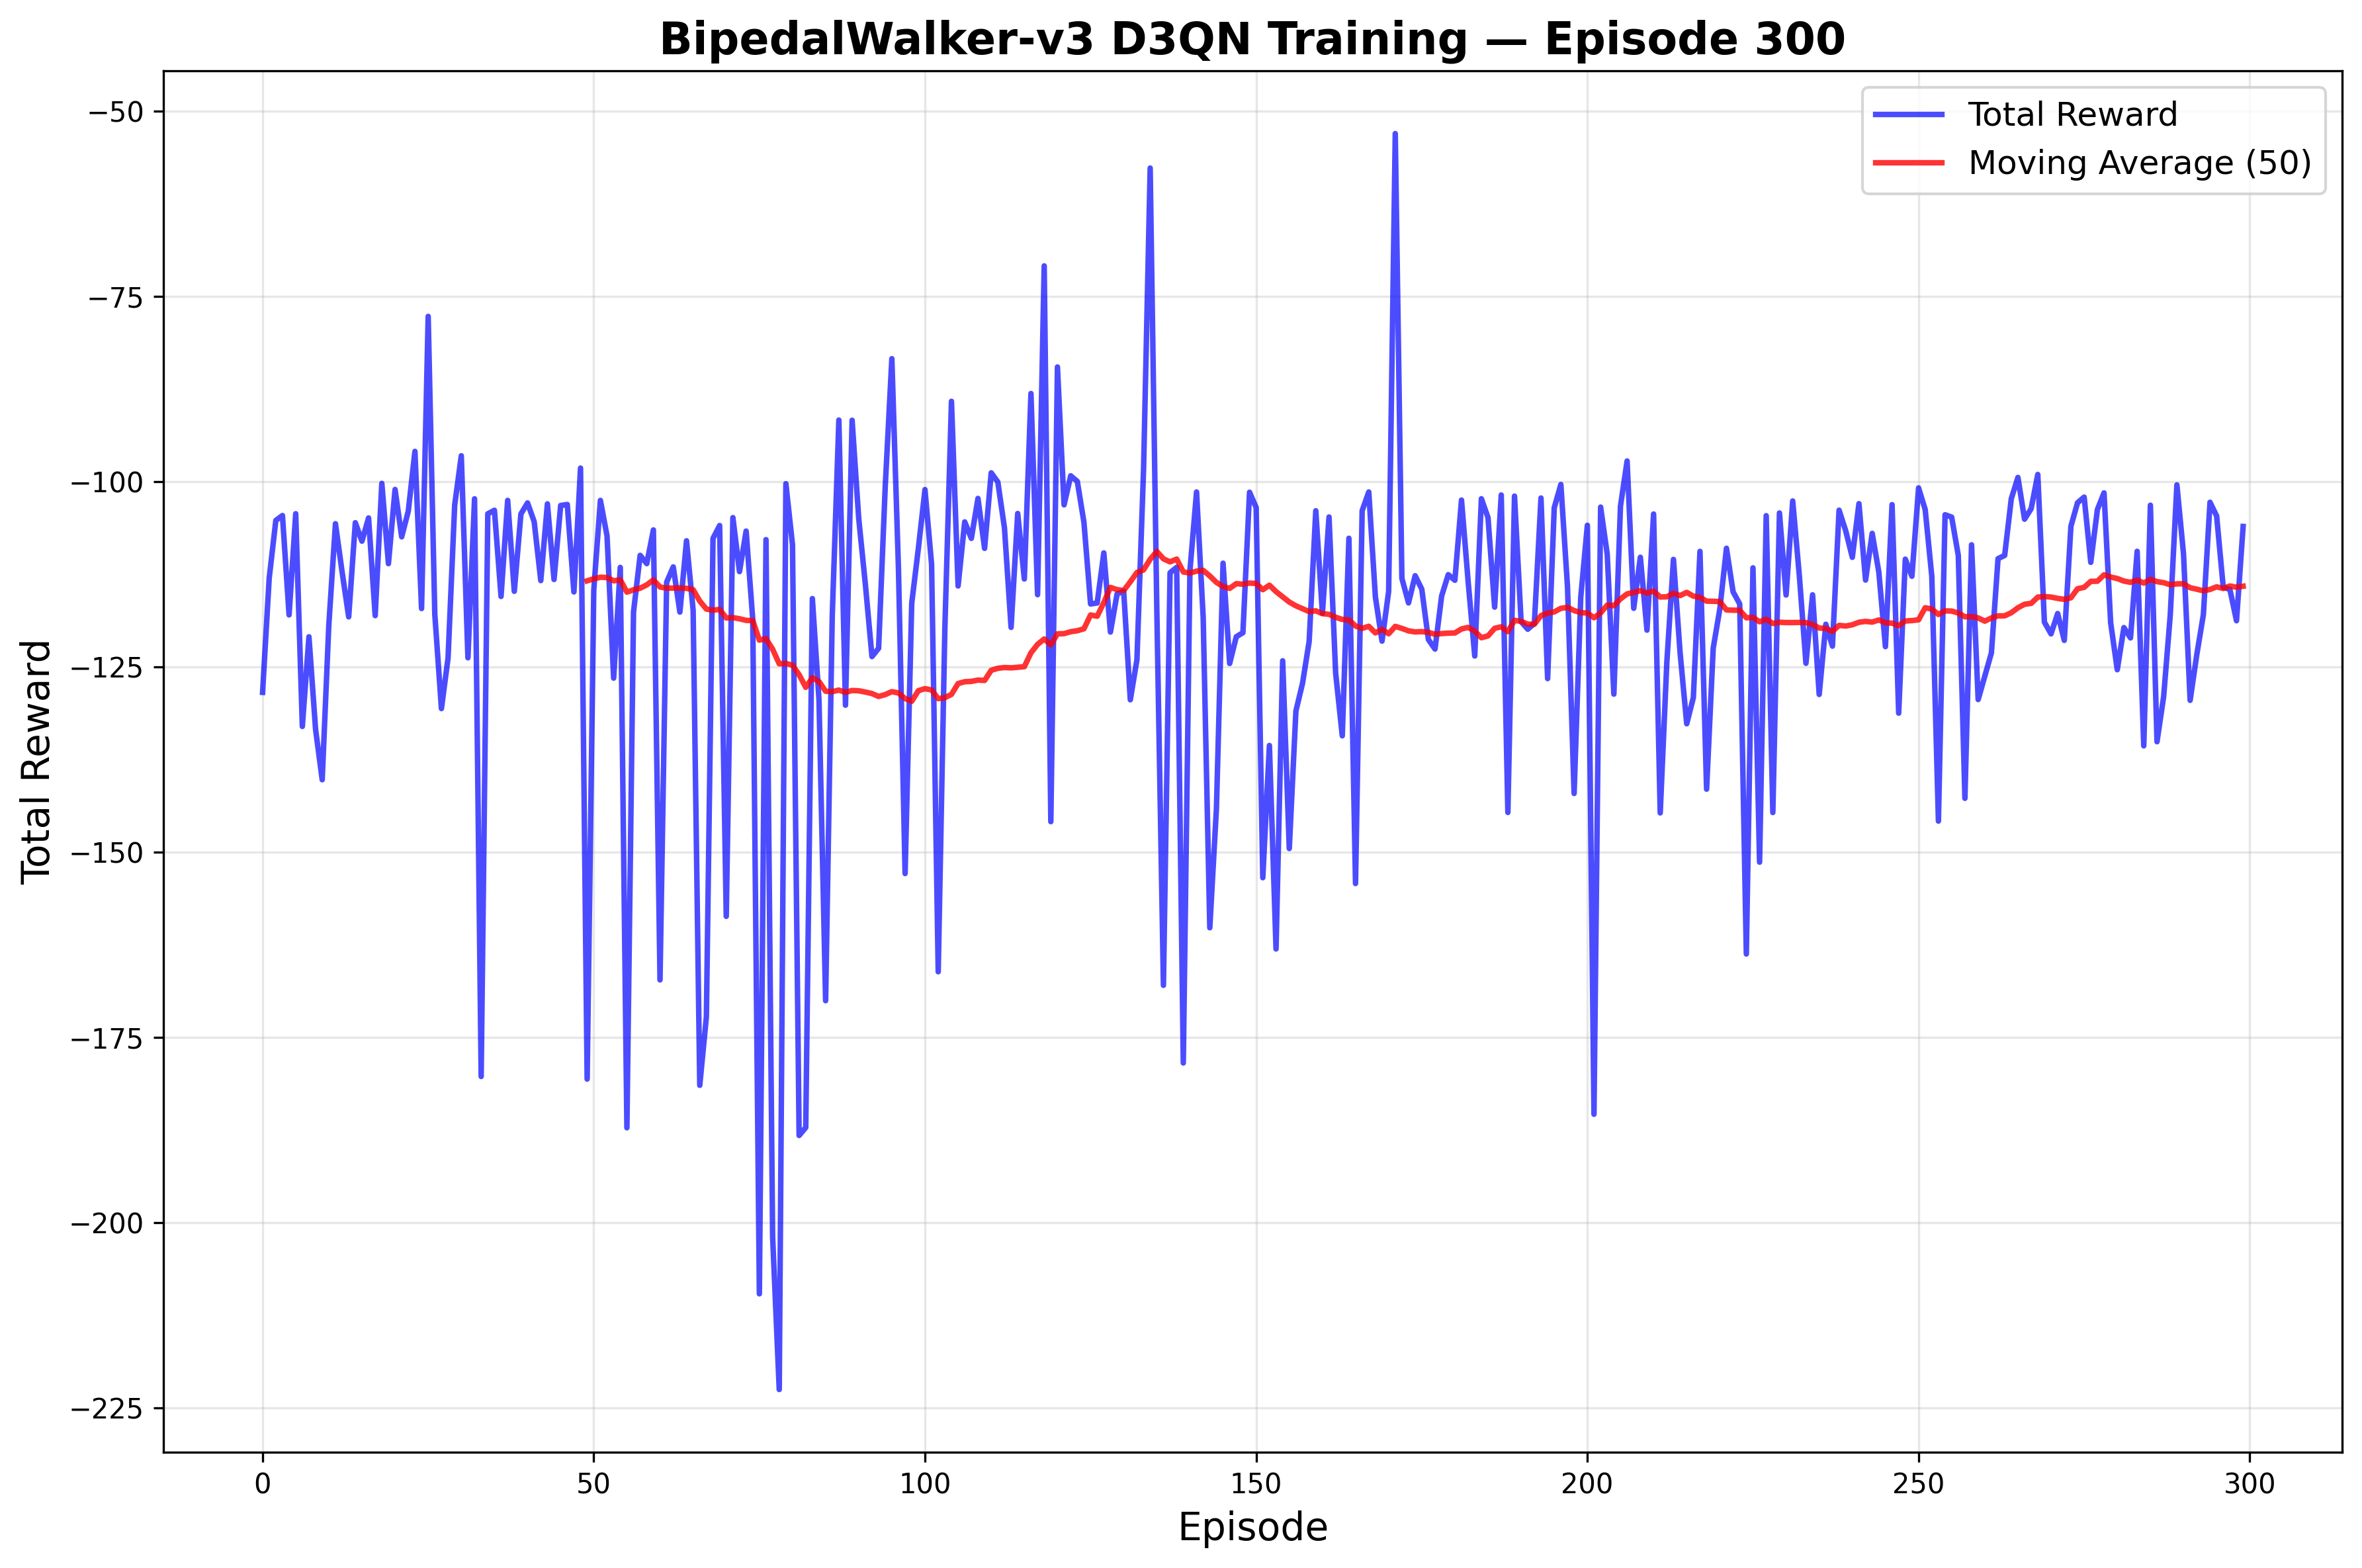 BipedalWalker-v3 D3QN Training — Episode 300
Total Reward
Moving Average (50)
Total Reward
−50
−75
−100
−125
−150
−175
−200
−225
0 50 100 150 200 250 300
Episode